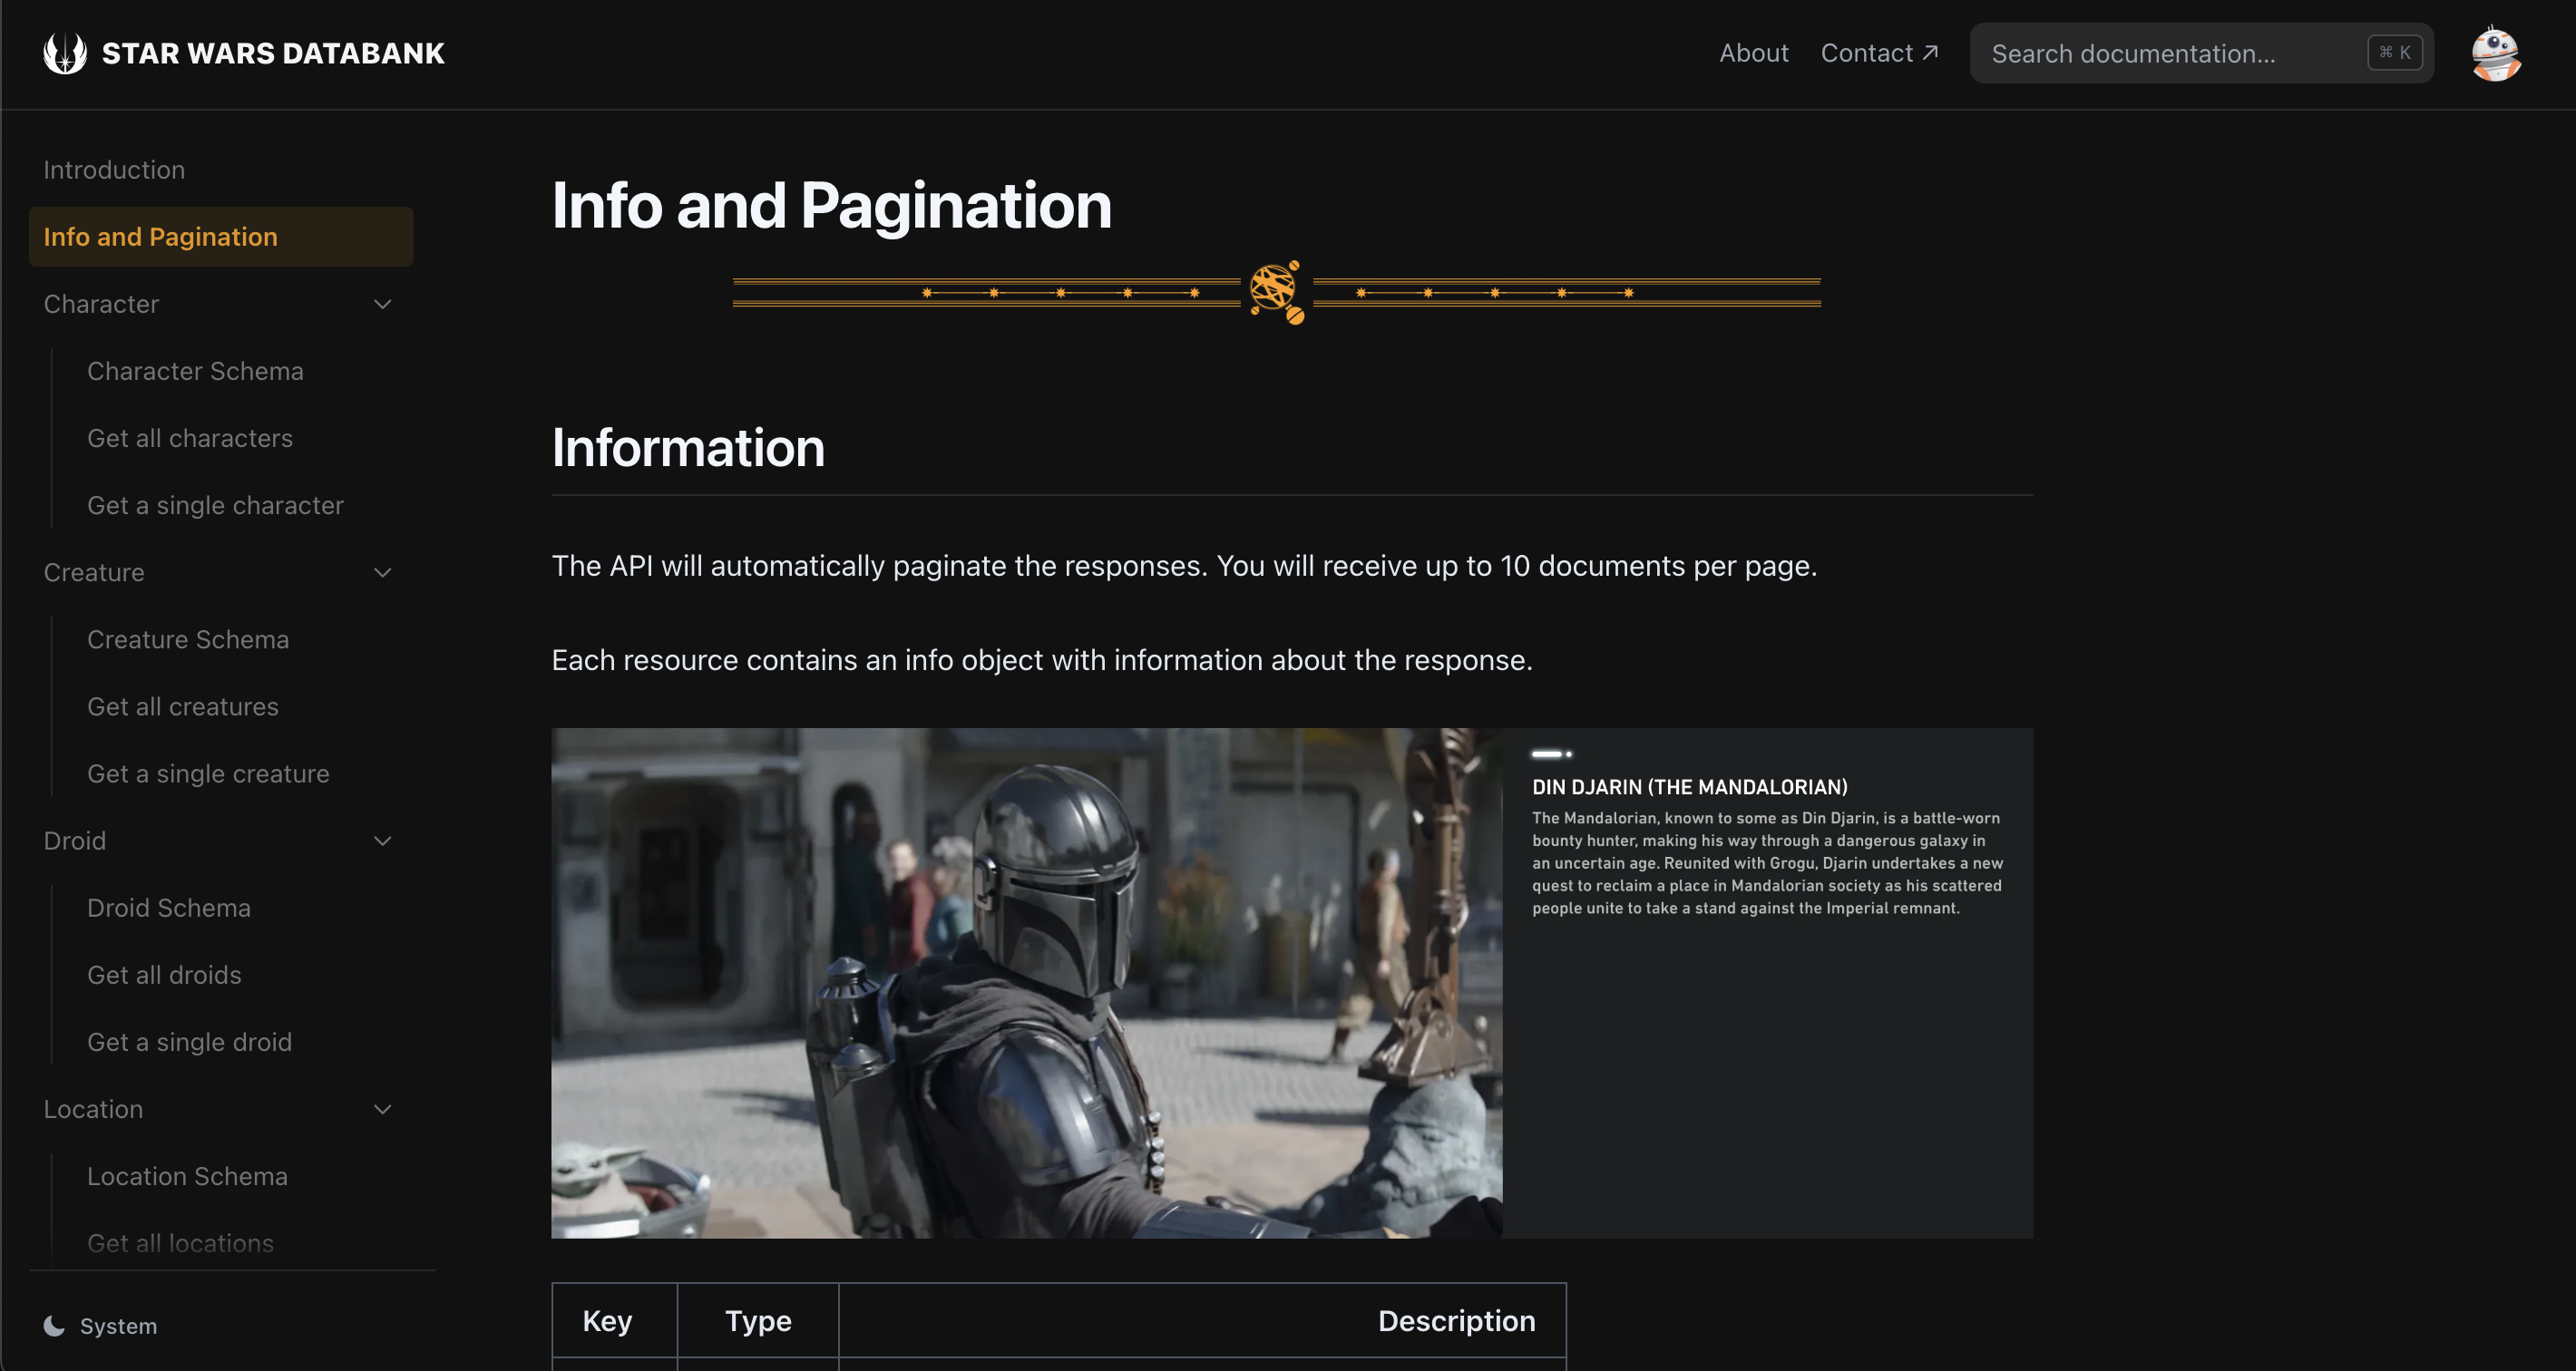 STAR WARS DATABANK
About
Contact ↗
Search documentation...
⌘ K
Introduction
Info and Pagination
Character
Character Schema
Get all characters
Get a single character
Creature
Creature Schema
Get all creatures
Get a single creature
Droid
Droid Schema
Get all droids
Get a single droid
Location
Location Schema
Get all locations
System
Info and Pagination
Information
The API will automatically paginate the responses. You will receive up to 10 documents per page.
Each resource contains an info object with information about the response.
DIN DJARIN (THE MANDALORIAN)
The Mandalorian, known to some as Din Djarin, is a battle-worn
bounty hunter, making his way through a dangerous galaxy in
an uncertain age. Reunited with Grogu, Djarin undertakes a new
quest to reclaim a place in Mandalorian society as his scattered
people unite to take a stand against the Imperial remnant.
Key Type Description